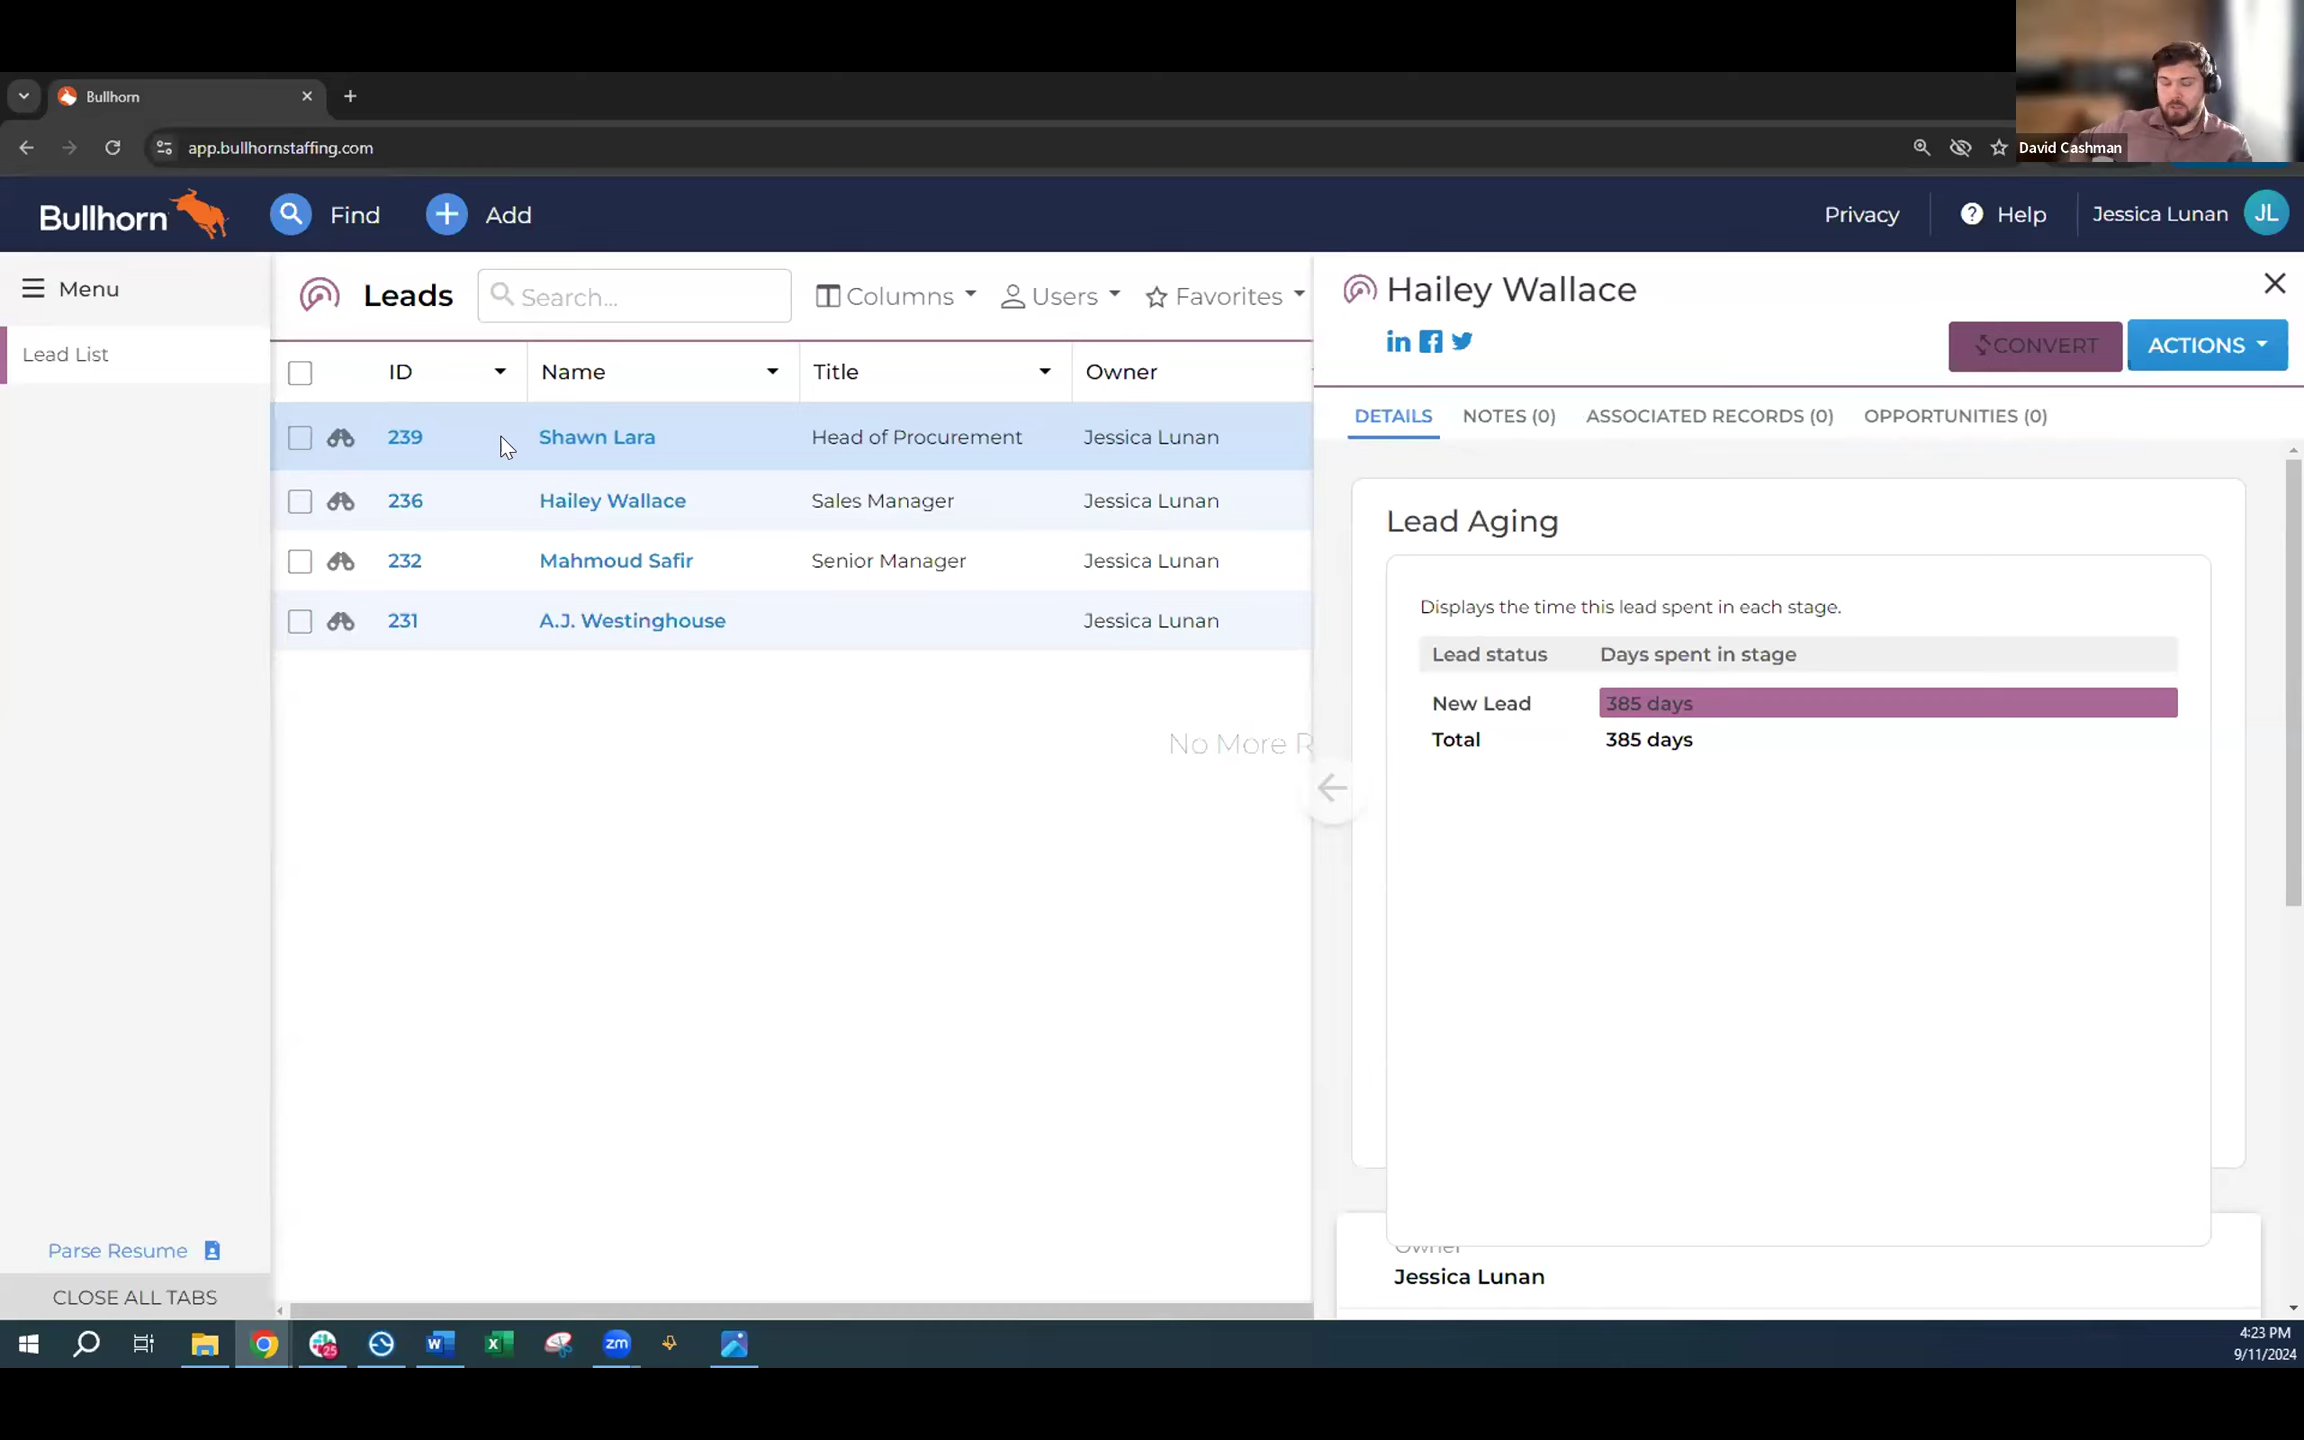 Bullhorn
app.bullhornstaffing.com
David Cashman
Bullhorn
Find
Add
Privacy
Help
Jessica Lunan
JL
Menu
Lead List
Parse Resume
CLOSE ALL TABS
Leads
Search...
Columns
Users
Favorites
ID
Name
Title
Owner
239
Shawn Lara
Head of Procurement
Jessica Lunan
236
Hailey Wallace
Sales Manager
Jessica Lunan
232
Mahmoud Safir
Senior Manager
Jessica Lunan
231
A.J. Westinghouse
Jessica Lunan
No More R
Hailey Wallace
CONVERT
ACTIONS
DETAILS
NOTES (0)
ASSOCIATED RECORDS (0)
OPPORTUNITIES (0)
Lead Aging
Displays the time this lead spent in each stage.
Lead status
Days spent in stage
New Lead
385 days
Total
385 days
Owner
Jessica Lunan
25
zm
4:23 PM
9/11/2024